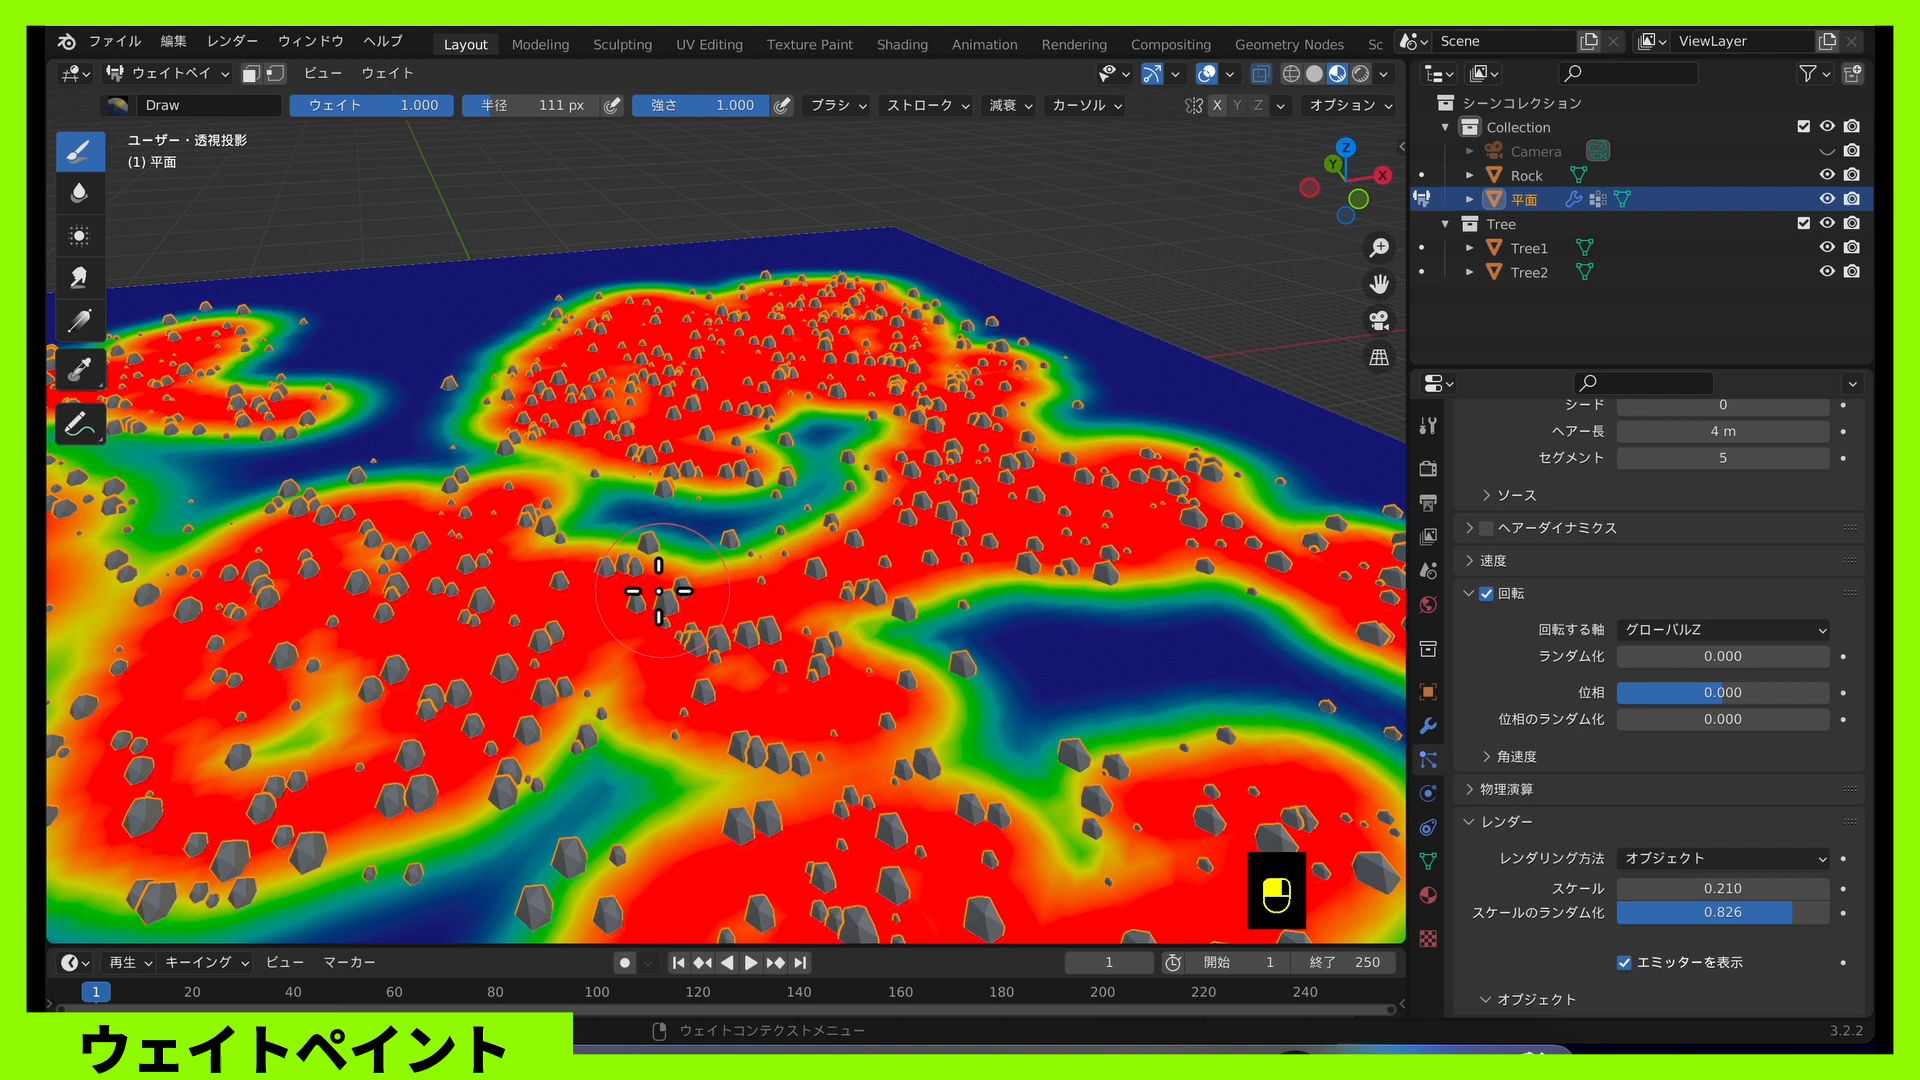 ファイル 編集 レンダー ウィンドウ ヘルプ Layout Modeling Sculpting UV Editing Texture Paint Shading Animation Rendering Compositing Geometry Nodes Sc Scene ViewLayer
ウェイトペイ ビュー ウェイト
Draw ウェイト 1.000 半径 111 px 強さ 1.000 ブラシ ストローク 減衰 カーソル X Y Z オプション
ユーザー・透視投影
(1) 平面
Z
Y
X
シーンコレクション
Collection
Camera
Rock
平面
Tree
Tree1
Tree2
シード 0
ヘアー長 4 m
セグメント 5
ソース
ヘアーダイナミクス
速度
回転
回転する軸 グローバルZ
ランダム化 0.000
位相 0.000
位相のランダム化 0.000
角速度
物理演算
レンダー
レンダリング方法 オブジェクト
スケール 0.210
スケールのランダム化 0.826
エミッターを表示
オブジェクト
再生 キーイング ビュー マーカー 1 開始 1 終了 250
1 20 40 60 80 100 120 140 160 180 200 220 240
ウェイトコンテクストメニュー 3.2.2
ウェイトペイント